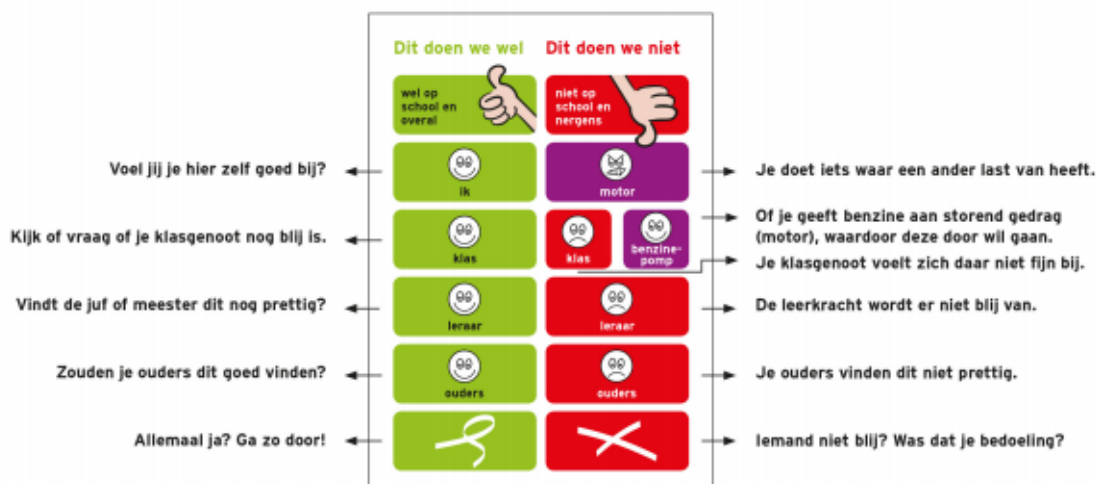 Dit doen we wel
Dit doen we niet
wel op
school en
overal
niet op
school en
nergens
Voel jij je hier zelf goed bij?
ik
motor
Je doet iets waar een ander last van heeft.
Kijk of vraag of je klasgenoot nog blij is.
klas
klas
benzine-
pomp
Of je geeft benzine aan storend gedrag
(motor), waardoor deze door wil gaan.
Je klasgenoot voelt zich daar niet fijn bij.
Vindt de juf of meester dit nog prettig?
leraar
leraar
De leerkracht wordt er niet blij van.
Zouden je ouders dit goed vinden?
ouders
ouders
Je ouders vinden dit niet prettig.
Allemaal ja? Ga zo door!
Iemand niet blij? Was dat je bedoeling?